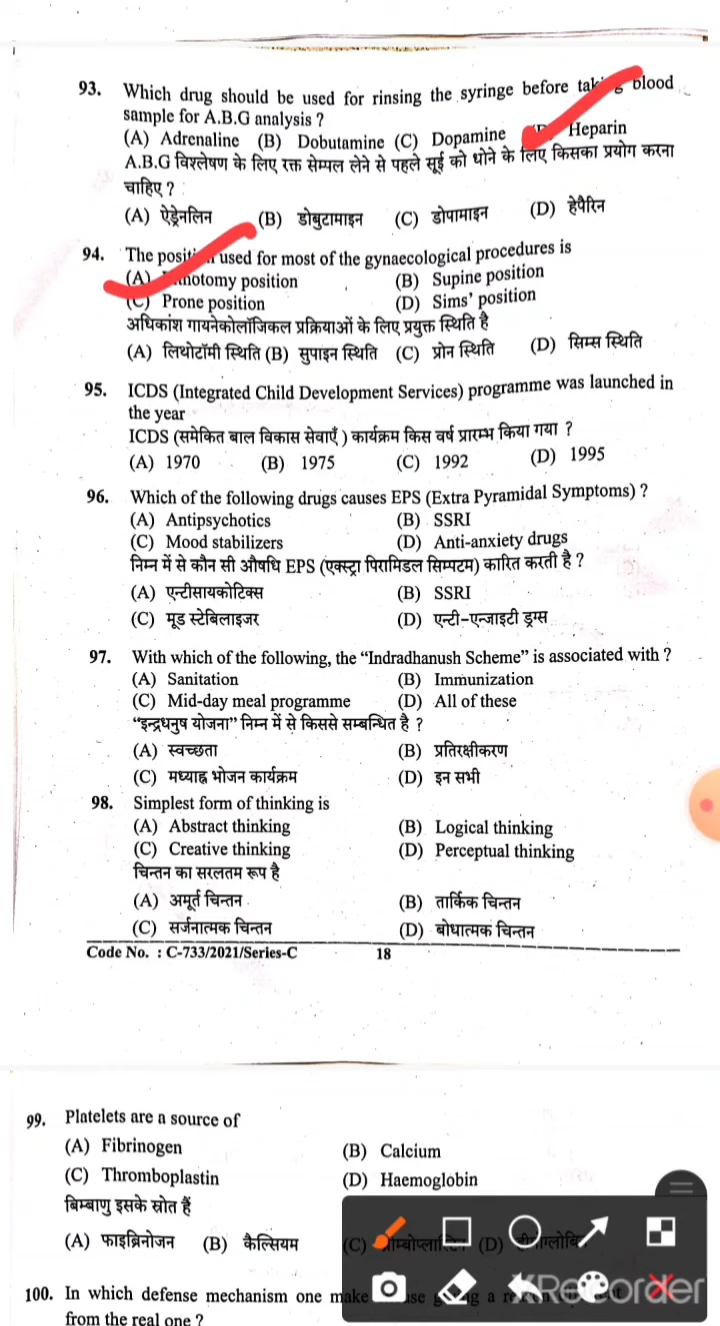 93. Which drug should be used for rinsing the syringe before blood
sample for A.B.G analysis ?
(A) Adrenaline (B) Dobutamine (C) Dopamine Heparin
A.B.G विश्लेषण के लिए रक्त सेम्पल लेने से पहले सूई को धोने के लिए किसका प्रयोग करना
चाहिए ?
(A) ऐड्रेनलिन (B) डोबुटामाइन (C) डोपामाइन (D) हेपैरिन
94. The used for most of the gynaecological procedures is
(A) position (B) Supine position
(C) Prone position (D) Sims' position
अधिकांश गायनेकोलॉजिकल प्रक्रियाओं के लिए प्रयुक्त स्थिति है
(A) लिथोटॉमी स्थिति (B) सुपाइन स्थिति (C) प्रोन स्थिति (D) सिम्स स्थिति
95. ICDS (Integrated Child Development Services) programme was launched in
the year
ICDS (समेकित बाल विकास सेवाएँ ) कार्यक्रम किस वर्ष प्रारम्भ किया गया ?
(A) 1970 (B) 1975 (C) 1992 (D) 1995
96. Which of the following drugs causes EPS (Extra Pyramidal Symptoms) ?
(A) Antipsychotics (B) SSRI
(C) Mood stabilizers (D) Anti-anxiety drugs
निम्न में से कौन सी औषधि EPS (एक्स्ट्रा पिरामिडल सिम्पटम) कारित करती है ?
(A) एन्टीसायकोटिक्स (B) SSRI
(C) मूड स्टेबिलाइजर (D) एन्टी-एन्जाइटी ड्रग्स
97. With which of the following, the “Indradhanush Scheme” is associated with ?
(A) Sanitation (B) Immunization
(C) Mid-day meal programme (D) All of these
“इन्द्रधनुष योजना” निम्न में से किससे सम्बन्धित है ?
(A) स्वच्छता (B) प्रतिरक्षीकरण
(C) मध्याह्न भोजन कार्यक्रम (D) इन सभी
98. Simplest form of thinking is
(A) Abstract thinking (B) Logical thinking
(C) Creative thinking (D) Perceptual thinking
चिन्तन का सरलतम रूप है
(A) अमूर्त चिन्तन (B) तार्किक चिन्तन
(C) सर्जनात्मक चिन्तन (D) बोधात्मक चिन्तन
Code No. : C-733/2021/Series-C 18
99. Platelets are a source of
(A) Fibrinogen (B) Calcium
(C) Thromboplastin (D) Haemoglobin
बिम्बाणु इसके स्रोत हैं
(A) फाइब्रिनोजन (B) कैल्सियम (C) (D)
100. In which defense mechanism one
from the real one ?